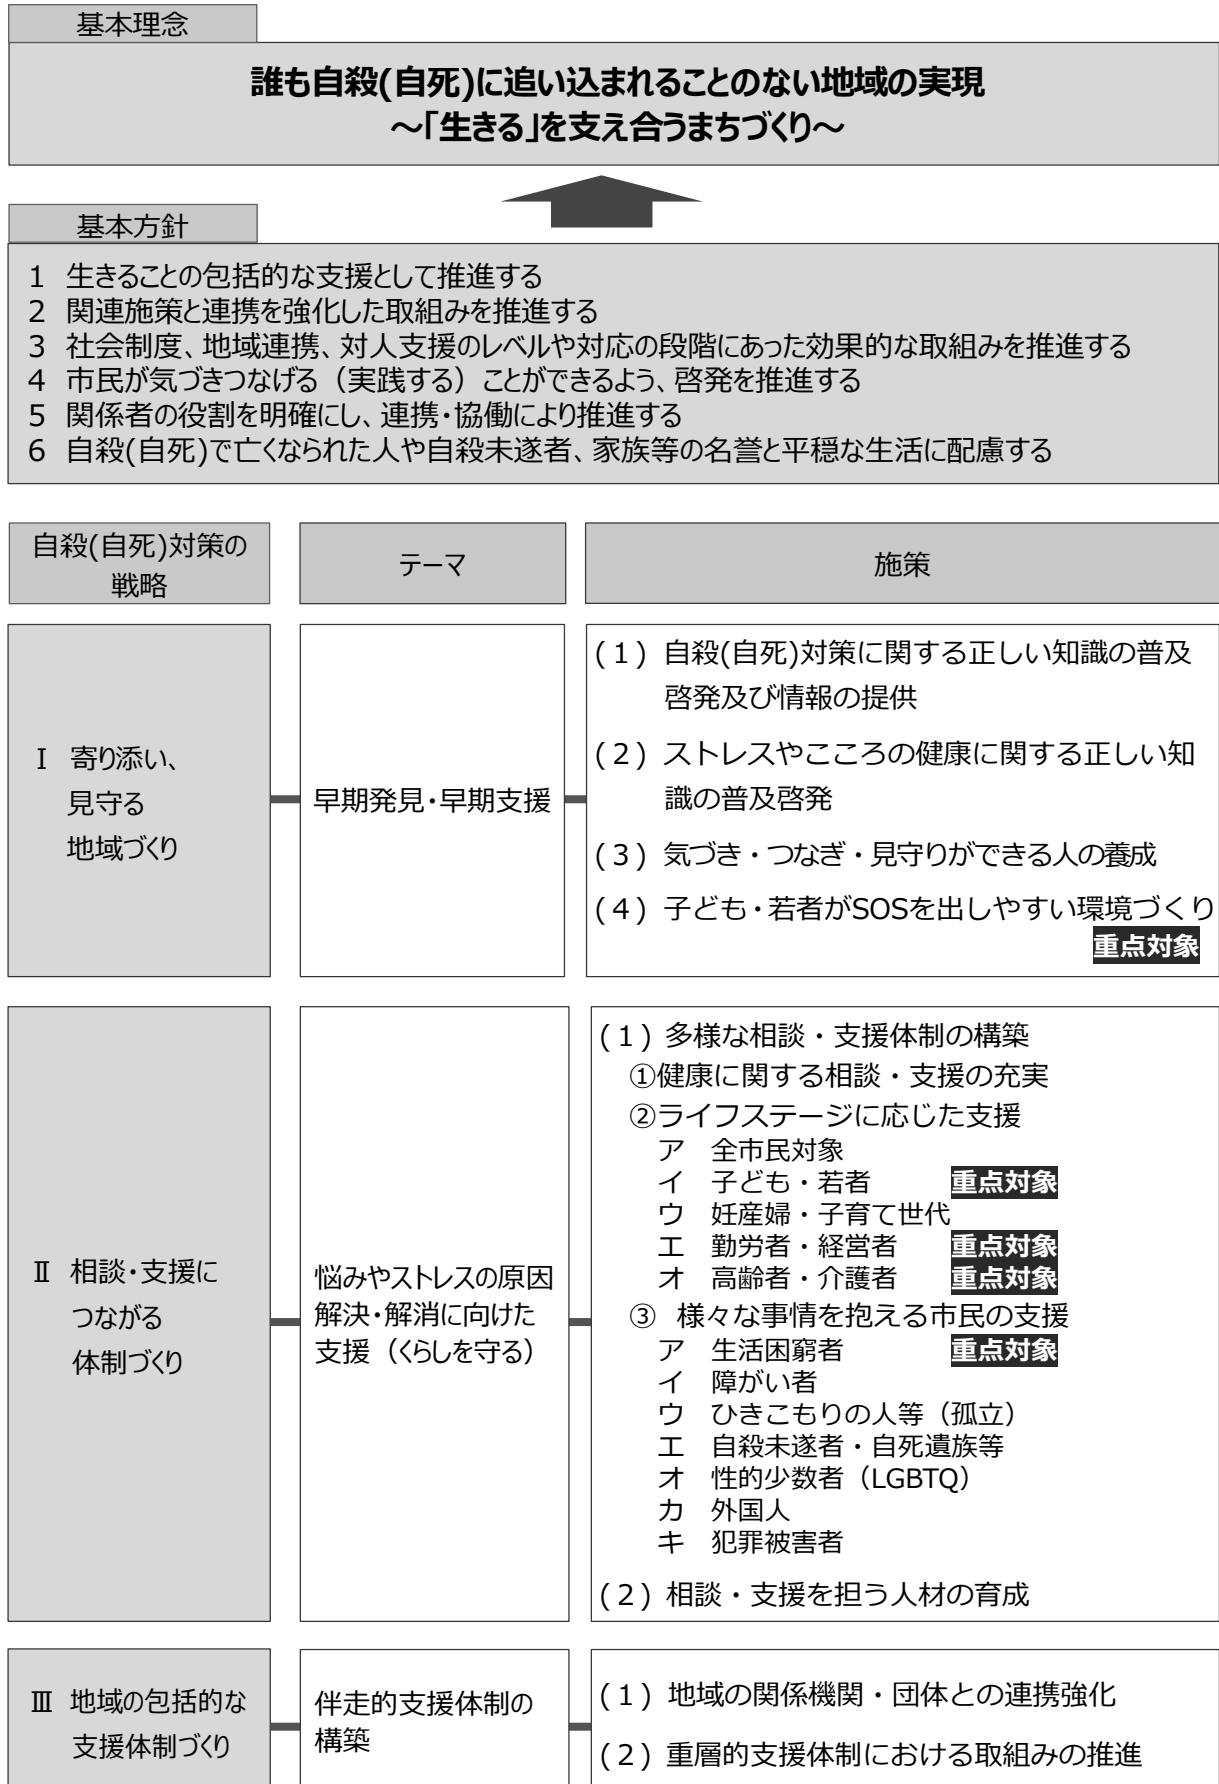 基本理念
誰も自殺(自死)に追い込まれることのない地域の実現
～「生きる」を支え合うまちづくり～
基本方針
１ 生きることの包括的な支援として推進する
２ 関連施策と連携を強化した取組みを推進する
３ 社会制度、地域連携、対人支援のレベルや対応の段階にあった効果的な取組みを推進する
４ 市民が気づきつなげる（実践する）ことができるよう、啓発を推進する
５ 関係者の役割を明確にし、連携・協働により推進する
６ 自殺(自死)で亡くなられた人や自殺未遂者、家族等の名誉と平穏な生活に配慮する
自殺(自死)対策の
戦略
テーマ
施策
Ⅰ 寄り添い、
見守る
地域づくり
早期発見・早期支援
(１) 自殺(自死)対策に関する正しい知識の普及
啓発及び情報の提供
(２) ストレスやこころの健康に関する正しい知
識の普及啓発
(３) 気づき・つなぎ・見守りができる人の養成
(４) 子ども・若者がSOSを出しやすい環境づくり
重点対象
Ⅱ 相談・支援に
つながる
体制づくり
悩みやストレスの原因
解決・解消に向けた
支援（くらしを守る）
(１) 多様な相談・支援体制の構築
①健康に関する相談・支援の充実
②ライフステージに応じた支援
ア 全市民対象
イ 子ども・若者 重点対象
ウ 妊産婦・子育て世代
エ 勤労者・経営者 重点対象
オ 高齢者・介護者 重点対象
③ 様々な事情を抱える市民の支援
ア 生活困窮者 重点対象
イ 障がい者
ウ ひきこもりの人等（孤立）
エ 自殺未遂者・自死遺族等
オ 性的少数者（LGBTQ）
カ 外国人
キ 犯罪被害者
(２) 相談・支援を担う人材の育成
Ⅲ 地域の包括的な
支援体制づくり
伴走的支援体制の
構築
(１) 地域の関係機関・団体との連携強化
(２) 重層的支援体制における取組みの推進